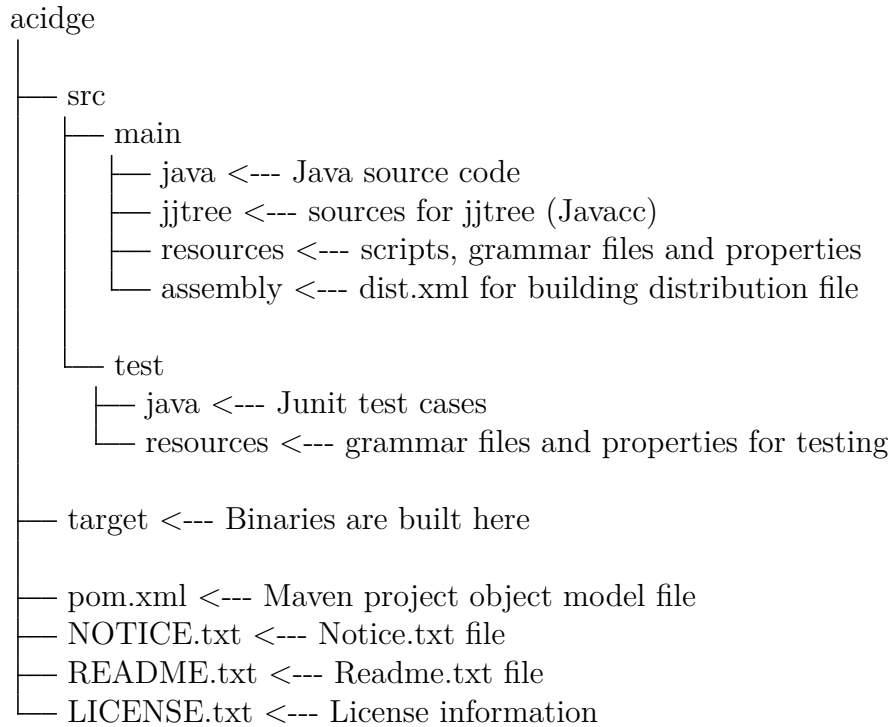 acidge
src
main
java <--- Java source code
jjtree <--- sources for jjtree (Javacc)
resources <--- scripts, grammar files and properties
assembly <--- dist.xml for building distribution file
test
java <--- Junit test cases
resources <--- grammar files and properties for testing
target <--- Binaries are built here
pom.xml <--- Maven project object model file
NOTICE.txt <--- Notice.txt file
README.txt <--- Readme.txt file
LICENSE.txt <--- License information